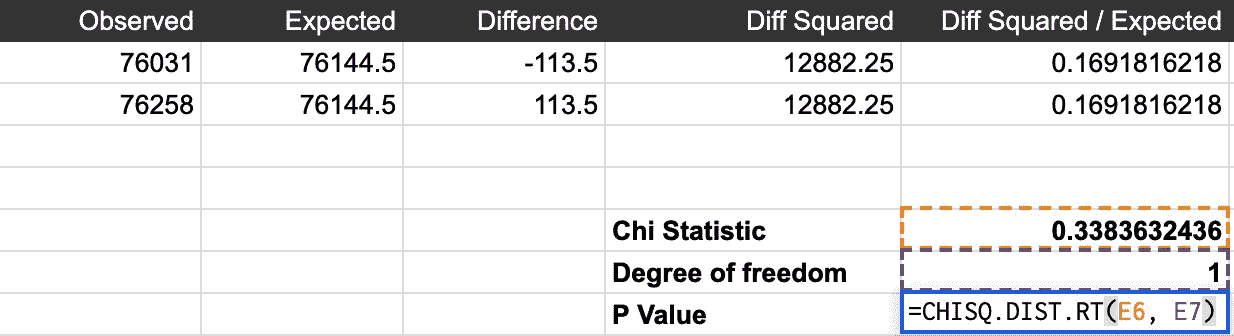 Observed Expected Difference Diff Squared Diff Squared / Expected
76031 76144.5 -113.5 12882.25 0.1691816218
76258 76144.5 113.5 12882.25 0.1691816218
Chi Statistic 0.3383632436
Degree of freedom 1
P Value =CHISQ.DIST.RT(E6, E7)